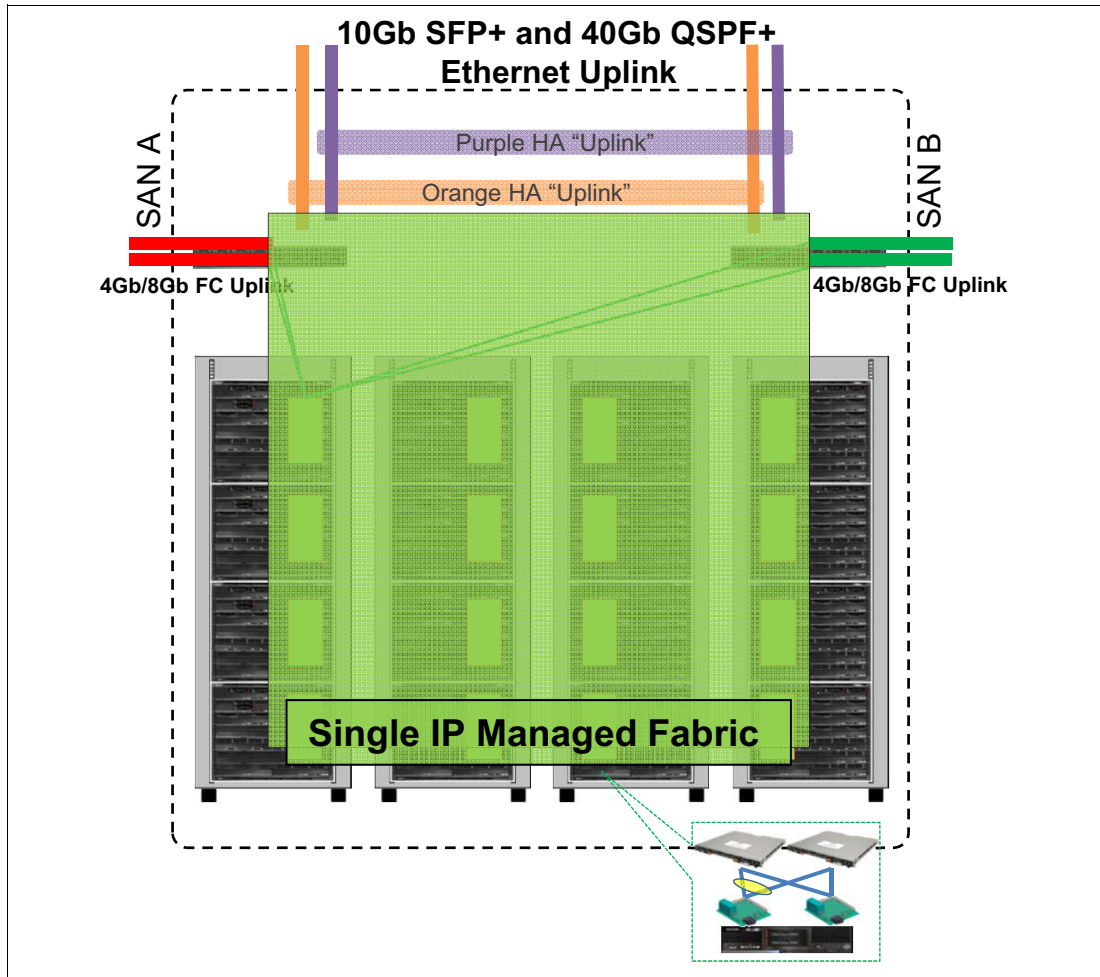 10Gb SFP+ and 40Gb QSPF+
Ethernet Uplink
SAN A
Purple HA “Uplink”
SAN B
Orange HA “Uplink”
4Gb/8Gb FC Uplink
4Gb/8Gb FC Uplink
Single IP Managed Fabric